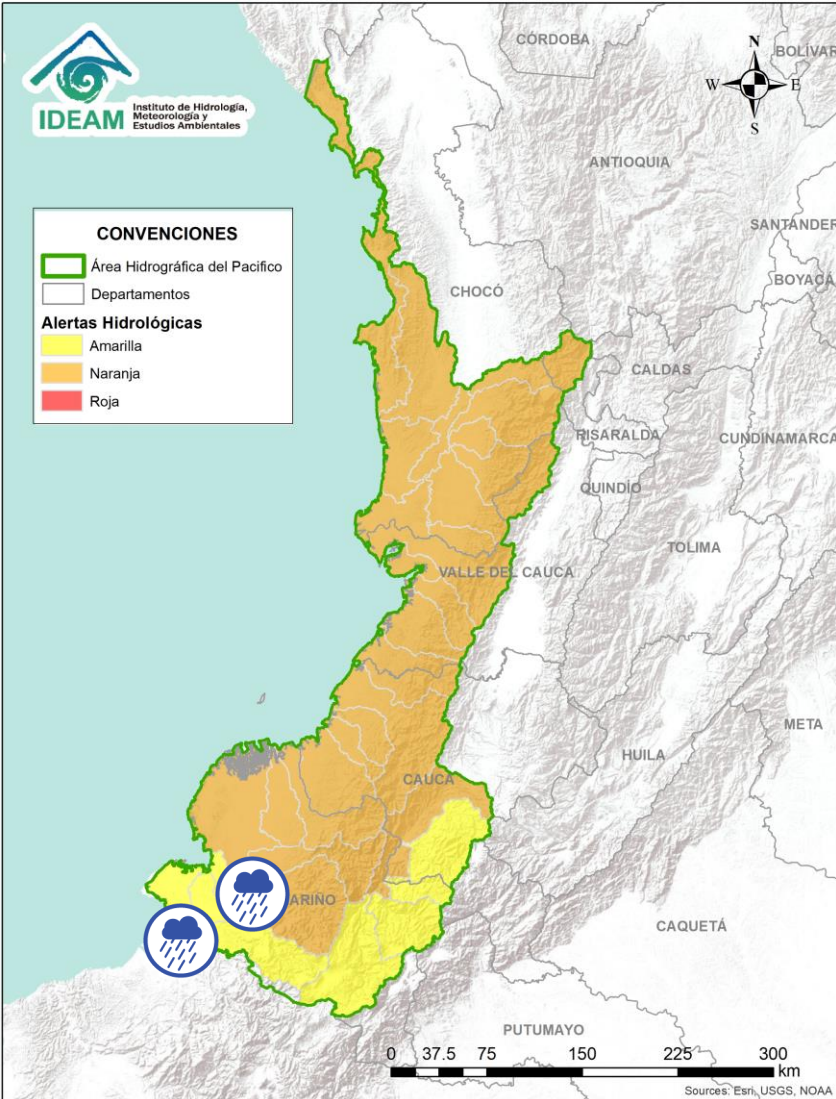 IDEAM
Instituto de Hidrología,
Meteorología y
Estudios Ambientales
CÓRDOBA
BOLÍVAR
N
W
E
S
ANTIOQUIA
SANTANDER
BOYACÁ
CONVENCIONES
Área Hidrográfica del Pacifico
Departamentos
Alertas Hidrológicas
Amarilla
Naranja
Roja
CHOCÓ
CALDAS
RISARALDA
CUNDINAMARCA
QUINDÍO
TOLIMA
VALLE DEL CAUCA
META
HUILA
CAUCA
ARIÑO
CAQUETÁ
PUTUMAYO
0 37.5 75 150 225 300
km
Sources: Esri, USGS, NOAA